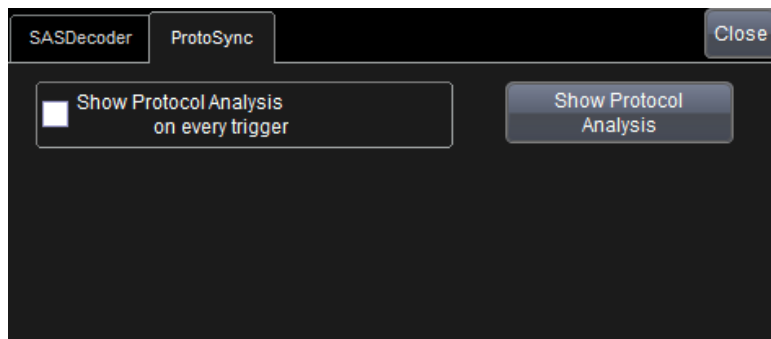 SASDecoder
ProtoSync
Close
Show Protocol Analysis
on every trigger
Show Protocol
Analysis